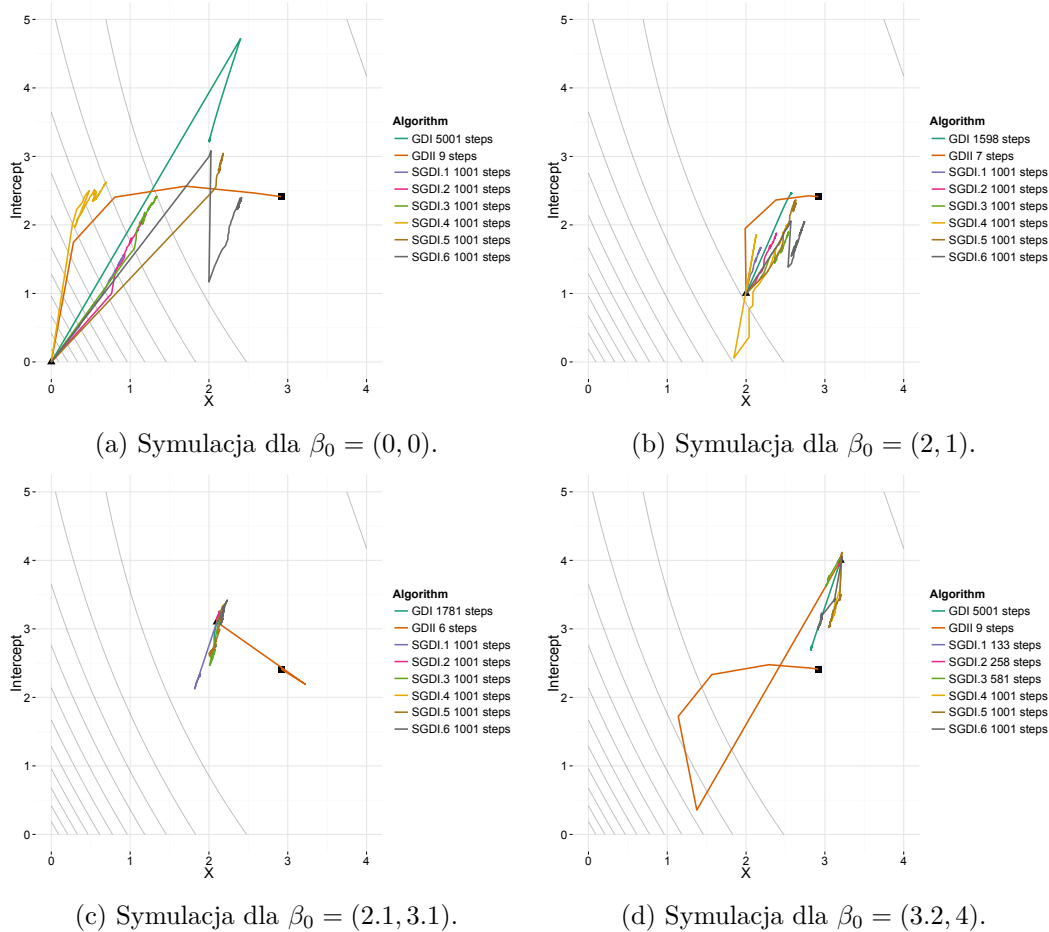 5
4
3
2
1
0
Intercept
0 1 2 3 4
X
Algorithm
GDI 5001 steps
GDII 9 steps
SGDI.1 1001 steps
SGDI.2 1001 steps
SGDI.3 1001 steps
SGDI.4 1001 steps
SGDI.5 1001 steps
SGDI.6 1001 steps
(a) Symulacja dla β₀ = (0, 0).
5
4
3
2
1
0
Intercept
0 1 2 3 4
X
Algorithm
GDI 1598 steps
GDII 7 steps
SGDI.1 1001 steps
SGDI.2 1001 steps
SGDI.3 1001 steps
SGDI.4 1001 steps
SGDI.5 1001 steps
SGDI.6 1001 steps
(b) Symulacja dla β₀ = (2, 1).
5
4
3
2
1
0
Intercept
0 1 2 3 4
X
Algorithm
GDI 1781 steps
GDII 6 steps
SGDI.1 1001 steps
SGDI.2 1001 steps
SGDI.3 1001 steps
SGDI.4 1001 steps
SGDI.5 1001 steps
SGDI.6 1001 steps
(c) Symulacja dla β₀ = (2.1, 3.1).
5
4
3
2
1
0
Intercept
0 1 2 3 4
X
Algorithm
GDI 5001 steps
GDII 9 steps
SGDI.1 133 steps
SGDI.2 258 steps
SGDI.3 581 steps
SGDI.4 1001 steps
SGDI.5 1001 steps
SGDI.6 1001 steps
(d) Symulacja dla β₀ = (3.2, 4).